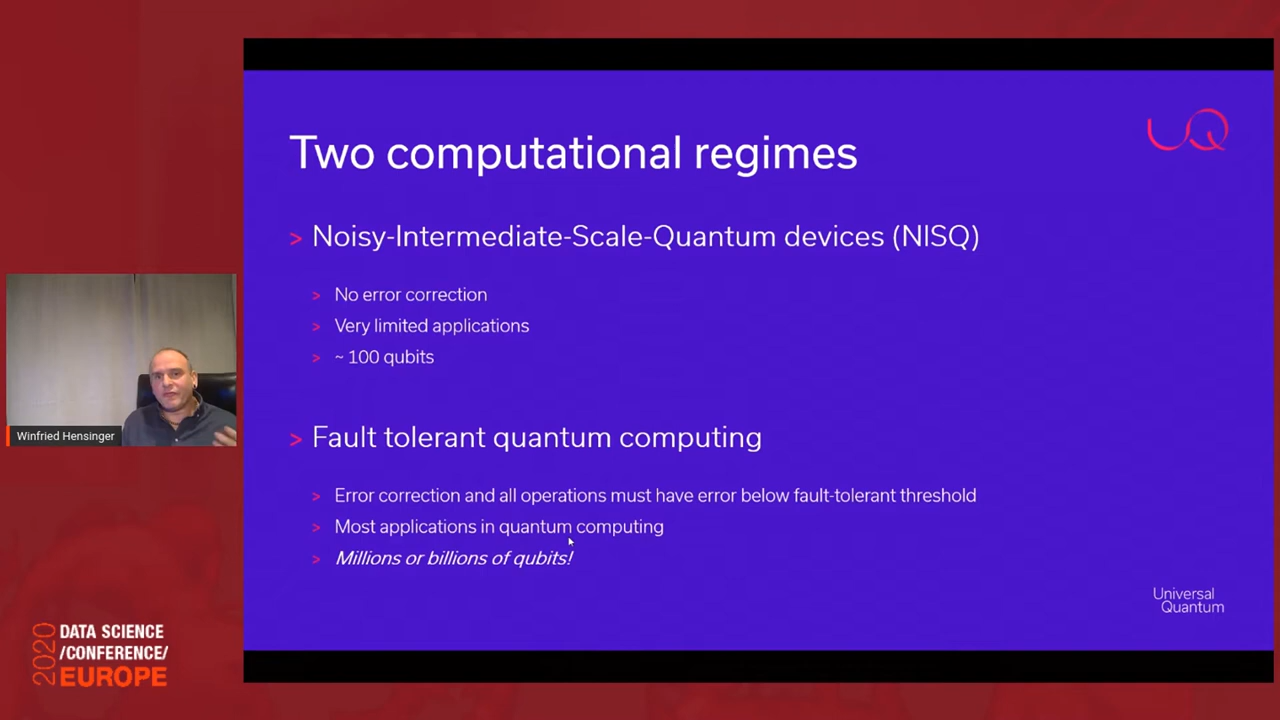 Two computational regimes
UQ
> Noisy-Intermediate-Scale-Quantum devices (NISQ)
> No error correction
> Very limited applications
> ~ 100 qubits
> Fault tolerant quantum computing
> Error correction and all operations must have error below fault-tolerant threshold
> Most applications in quantum computing
> Millions or billions of qubits!
Universal
Quantum
Winfried Hensinger
2020
DATA SCIENCE
/CONFERENCE/
EUROPE